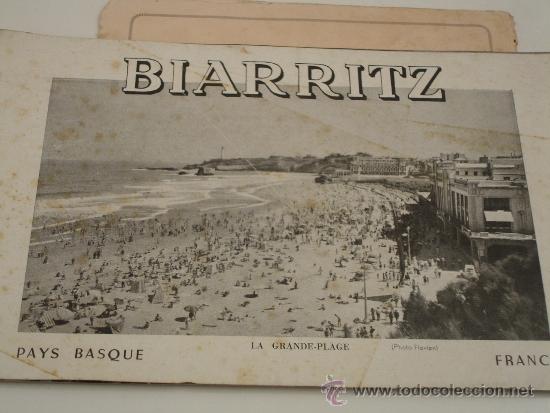 BIARRITZ
LA GRANDE-PLAGE
PAYS BASQUE
FRANC
www.todocoleccion.net